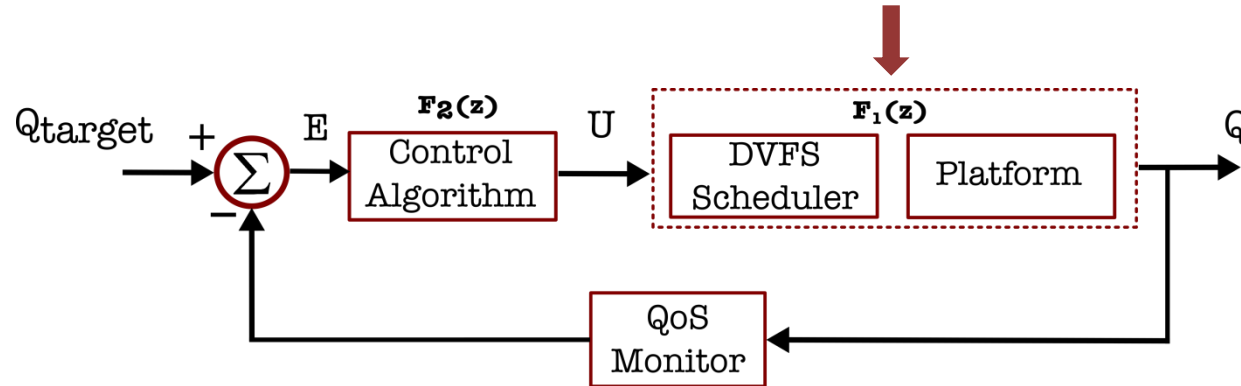 Qtarget
+
−
Σ
E
F2(z)
Control
Algorithm
U
F₁(z)
DVFS
Scheduler
Platform
Q
QoS
Monitor